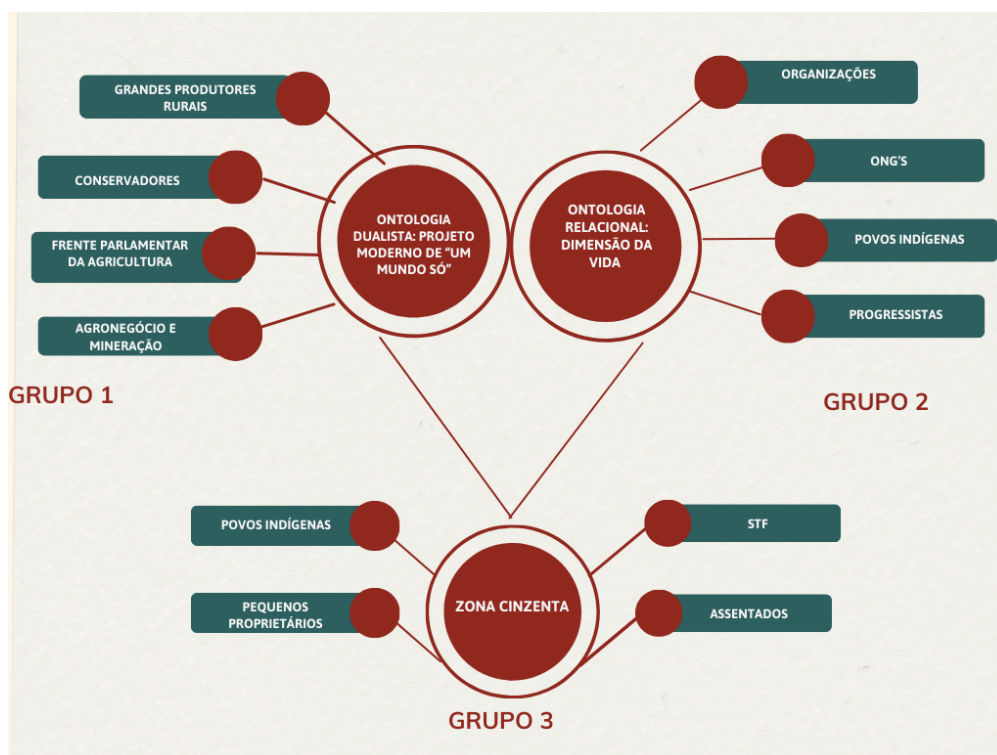 GRANDES PRODUTORES
RURAIS
CONSERVADORES
FRENTE PARLAMENTAR
DA AGRICULTURA
AGRONEGÓCIO E
MINERAÇÃO
GRUPO 1
ONTOLOGIA
DUALISTA: PROJETO
MODERNO DE "UM
MUNDO SÓ"
ONTOLOGIA
RELACIONAL:
DIMENSÃO DA
VIDA
ORGANIZAÇÕES
ONG'S
POVOS INDÍGENAS
PROGRESSISTAS
GRUPO 2
POVOS INDÍGENAS
PEQUENOS
PROPRIETÁRIOS
ZONA CINZENTA
STF
ASSENTADOS
GRUPO 3